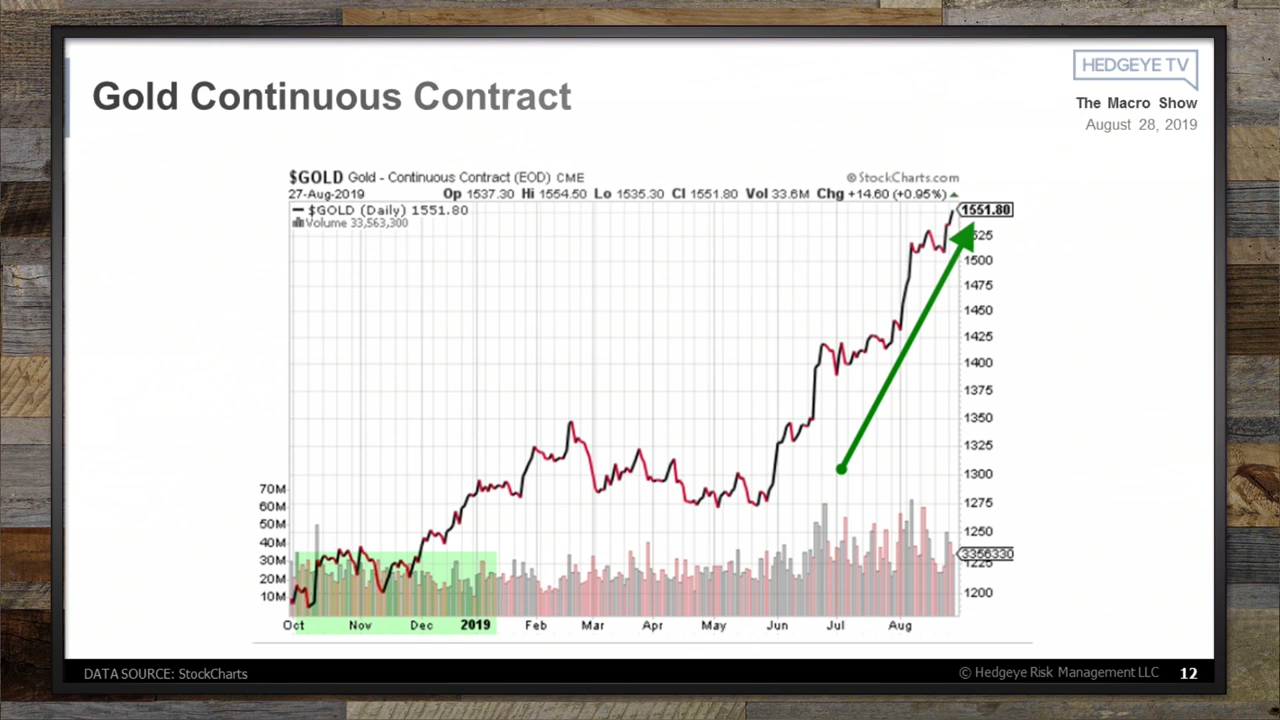 Gold Continuous Contract
HEDGEYE TV
The Macro Show
August 28, 2019
$GOLD Gold - Continuous Contract (EOD) CME
© StockCharts.com
27-Aug-2019
Op 1537.30 Hi 1554.50 Lo 1535.30 Cl 1551.80 Vol 33.6M Chg +14.60 (+0.95%)
$GOLD (Daily) 1551.80
Volume 33,563,300
1551.80
1500
1475
1450
1425
1400
1375
1350
1325
1300
1275
1250
1225
1200
70M
60M
50M
40M
30M
20M
10M
Oct Nov Dec 2019 Feb Mar Apr May Jun Jul Aug
DATA SOURCE: StockCharts
© Hedgeye Risk Management LLC 12